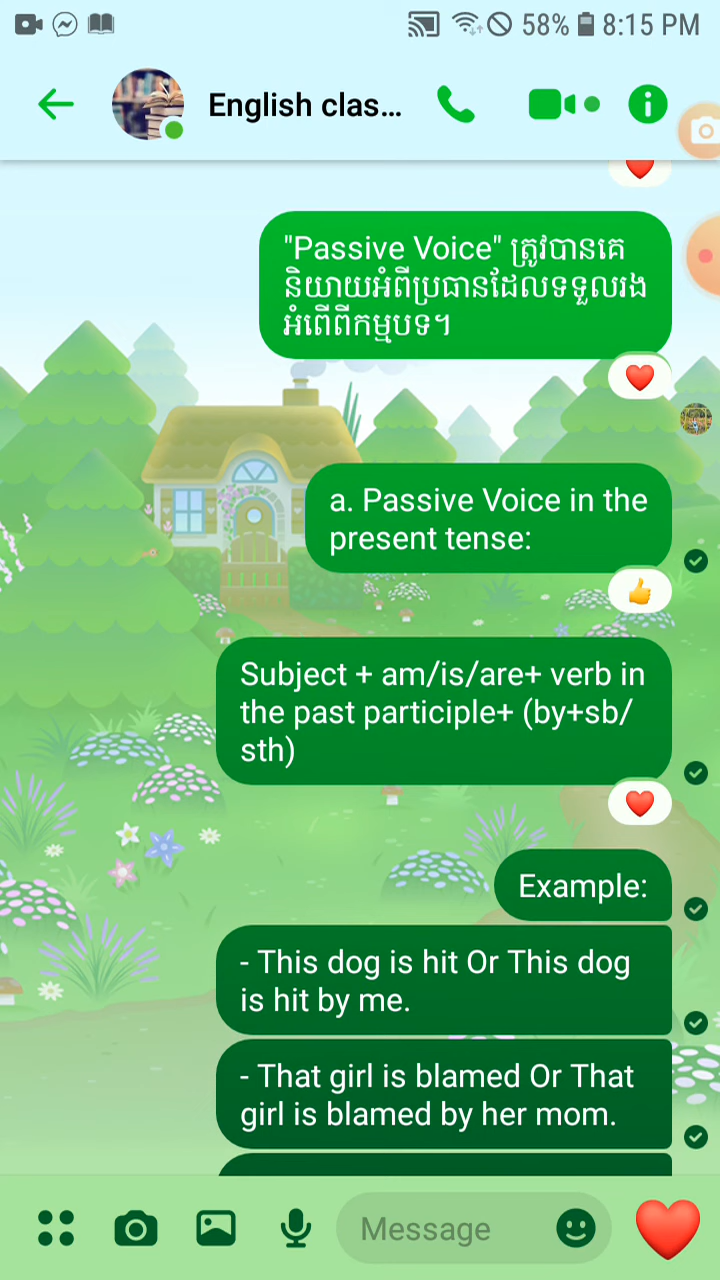 58% 8:15 PM
English clas...
"Passive Voice" ត្រូវបានគេ
និយាយអំពីប្រធានដែលទទួលរង
អំពើពីកម្មបទ។
a. Passive Voice in the
present tense:
Subject + am/is/are+ verb in
the past participle+ (by+sb/
sth)
Example:
- This dog is hit Or This dog
is hit by me.
- That girl is blamed Or That
girl is blamed by her mom.
Message